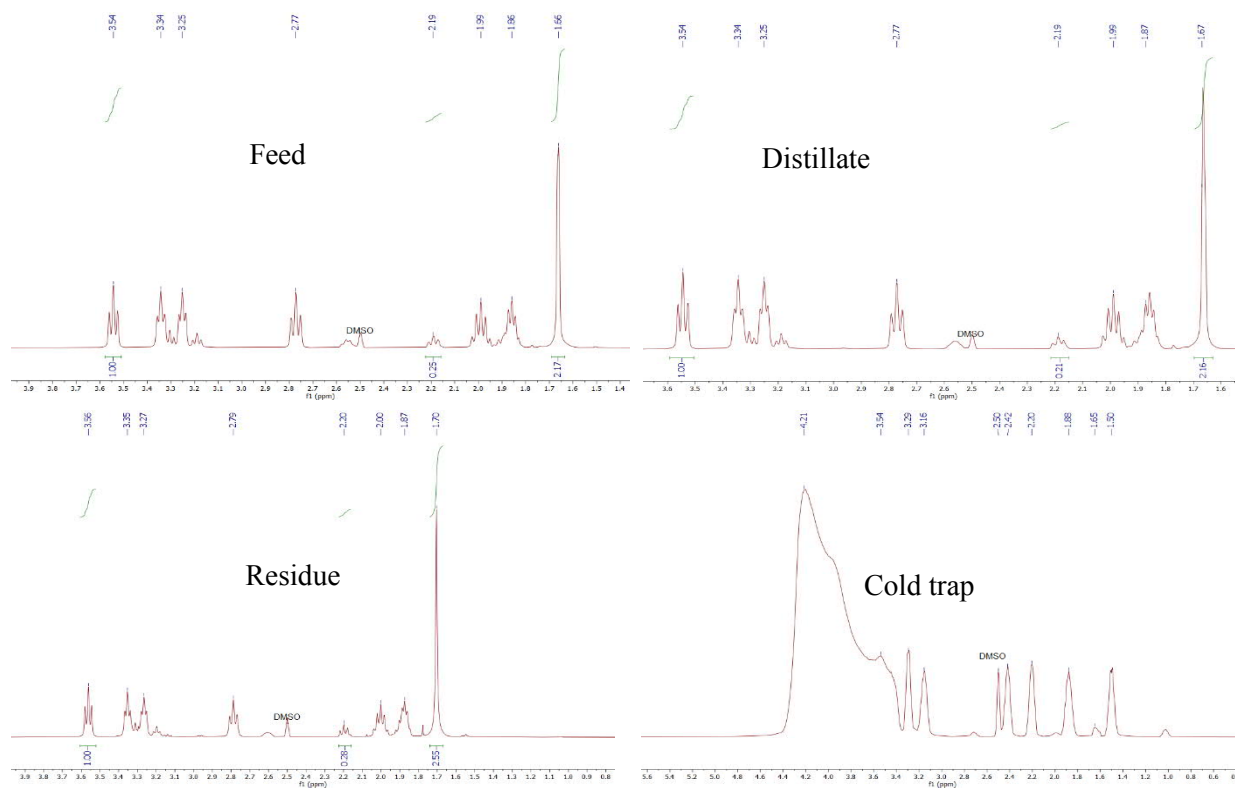 3.54 3.34 3.25 2.77 2.19 1.99 1.86 1.66
Feed
DMSO
1.00 0.25 2.17
3.9 3.8 3.7 3.6 3.5 3.4 3.3 3.2 3.1 3.0 2.9 2.8 2.7 2.6 2.5 2.4 2.3 2.2 2.1 2.0 1.9 1.8 1.7 1.6 1.5 1.4
f1 (ppm)
3.54 3.34 3.25 2.77 2.19 1.99 1.87 1.67
Distillate
DMSO
1.00 0.21 2.16
3.6 3.5 3.4 3.3 3.2 3.1 3.0 2.9 2.8 2.7 2.6 2.5 2.4 2.3 2.2 2.1 2.0 1.9 1.8 1.7 1.6
f1 (ppm)
3.56 3.35 3.27 2.79 2.20 2.00 1.87 1.70
Residue
DMSO
1.00 0.28 2.55
3.9 3.8 3.7 3.6 3.5 3.4 3.3 3.2 3.1 3.0 2.9 2.8 2.7 2.6 2.5 2.4 2.3 2.2 2.1 2.0 1.9 1.8 1.7 1.6 1.5 1.4 1.3 1.2 1.1 1.0 0.9 0.8
f1 (ppm)
4.21 3.54 3.29 3.16 2.50 2.42 2.20 1.88 1.65 1.50
Cold trap
DMSO
5.6 5.4 5.2 5.0 4.8 4.6 4.4 4.2 4.0 3.8 3.6 3.4 3.2 3.0 2.8 2.6 2.4 2.2 2.0 1.8 1.6 1.4 1.2 1.0 0.8 0.6
f1 (ppm)